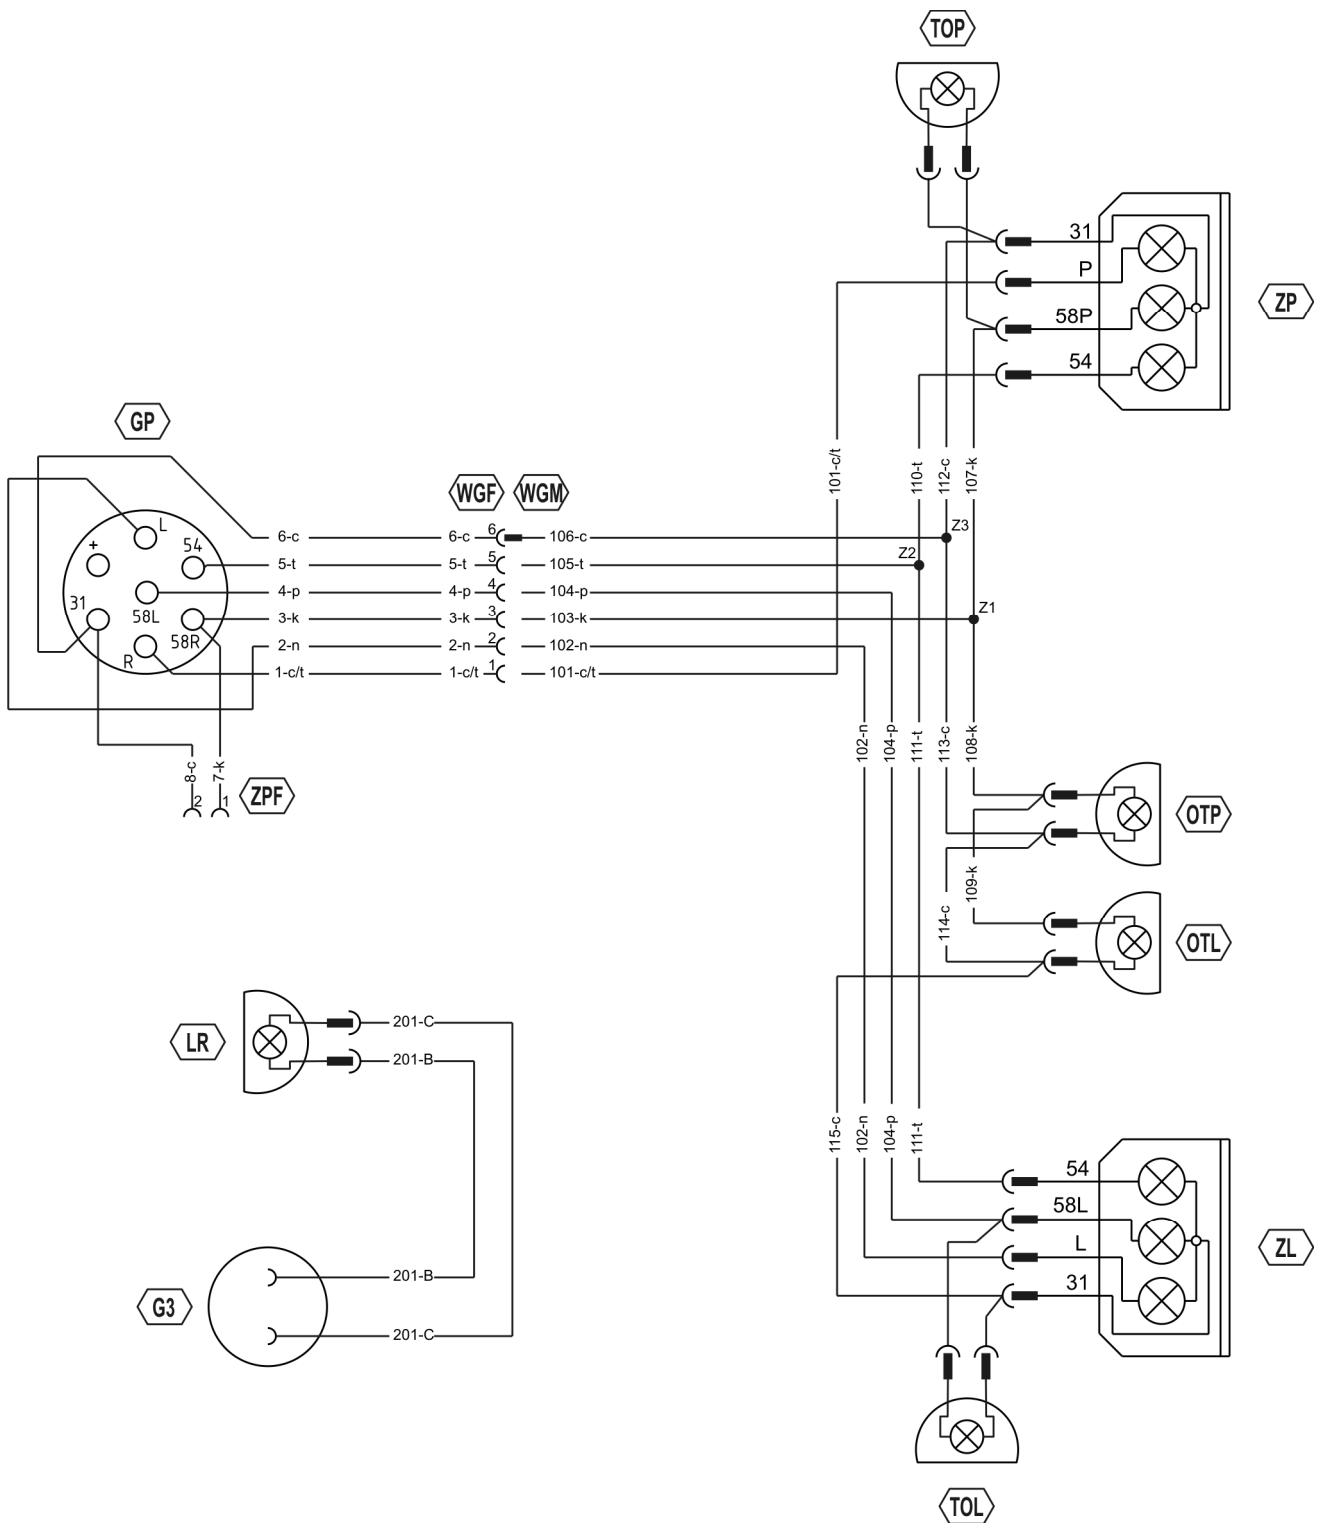 TOP
31
P
58P
54
ZP
GP
L
+
54
31
58L
58R
R
WGF
WGM
6-c
6-c
6
106-c
5-t
5-t
5
105-t
4-p
4-p
4
104-p
3-k
3-k
3
103-k
2-n
2-n
2
102-n
1-c/t
1-c/t
1
101-c/t
101-c/t
110-t
112-c
107-k
Z3
Z2
Z1
8-c
7-k
2
1
ZPF
102-n
104-p
111-t
113-c
108-k
OTP
109-k
114-c
OTL
LR
201-C
201-B
G3
201-B
201-C
115-c
102-n
104-p
111-t
54
58L
L
31
ZL
TOL